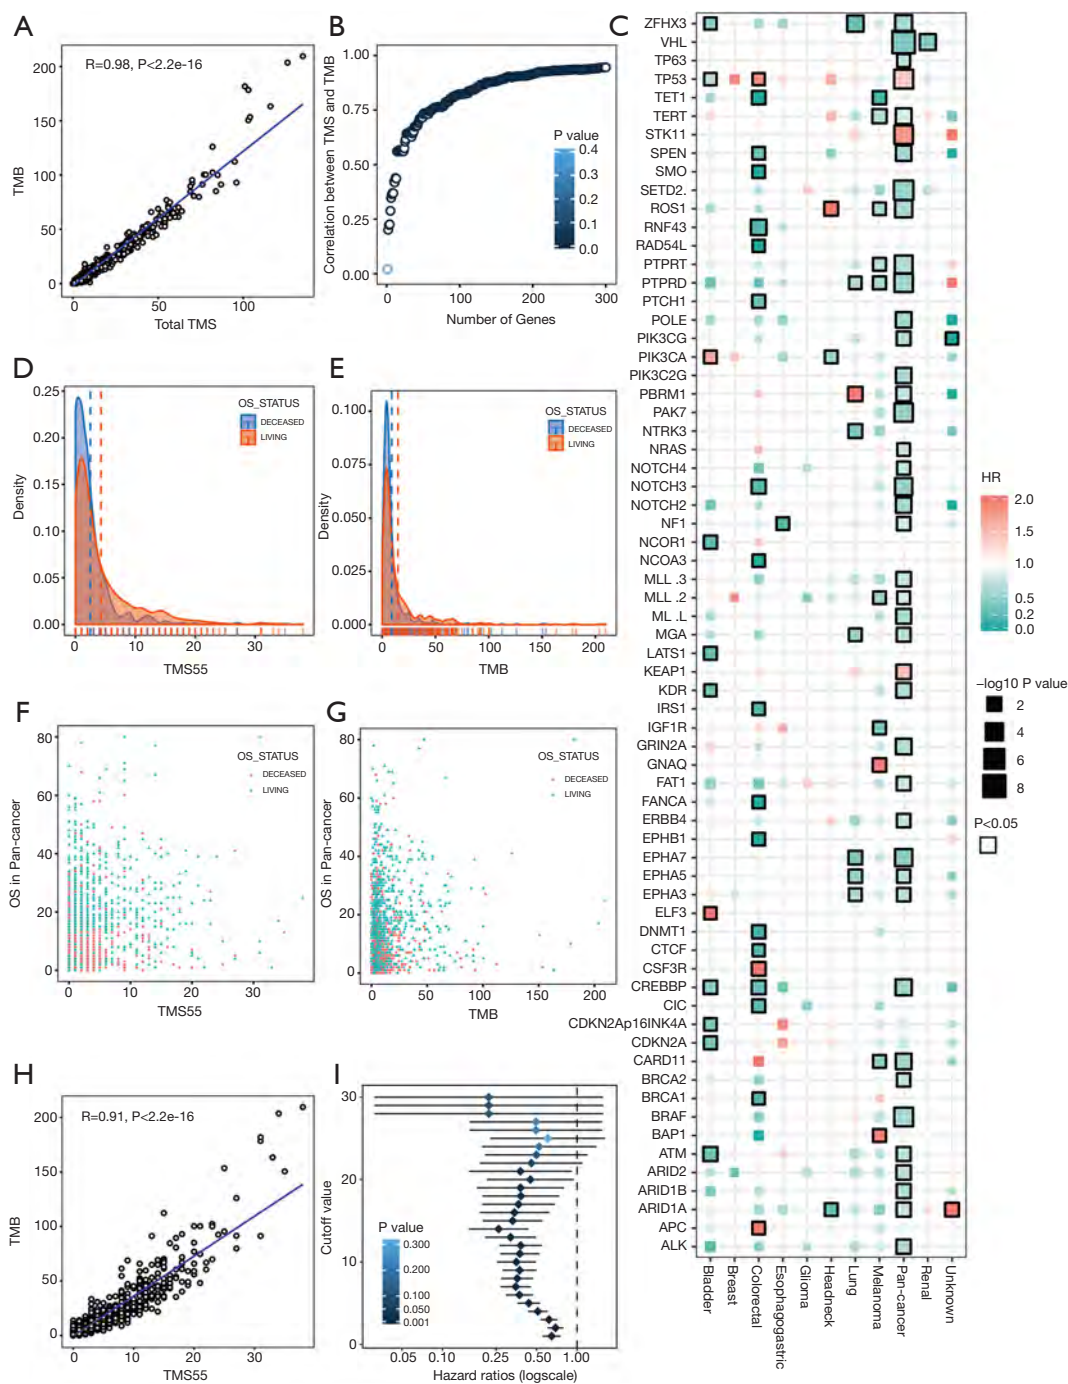 A
R=0.98, P<2.2e-16
TMB
200
150
100
50
0
0
50
100
Total TMS
B
Correlation between TMS and TMB
1.00
0.75
0.50
0.25
0.00
P value
0.4
0.3
0.2
0.1
0.0
0
100
200
300
Number of Genes
C
ZFHX3
VHL
TP63
TP53
TET1
TERT
STK11
SPEN
SMO
SETD2.
ROS1
RNF43
RAD54L
PTPRT
PTPRD
PTCH1
POLE
PIK3CG
PIK3CA
PIK3C2G
PBRM1
PAK7
NTRK3
NRAS
NOTCH4
NOTCH3
NOTCH2
NF1
NCOR1
NCOA3
MLL .3
MLL .2
ML .L
MGA
LATS1
KEAP1
KDR
IRS1
IGF1R
GRIN2A
GNAQ
FAT1
FANCA
ERBB4
EPHB1
EPHA7
EPHA5
EPHA3
ELF3
DNMT1
CTCF
CSF3R
CREBBP
CIC
CDKN2Ap16INK4A
CDKN2A
CARD11
BRCA2
BRCA1
BRAF
BAP1
ATM
ARID2
ARID1B
ARID1A
APC
ALK
Bladder
Breast
Colorectal
Esophagogastric
Glioma
Headneck
Lung
Melanoma
Pan-cancer
Renal
Unknown
HR
2.0
1.5
1.0
0.5
0.2
0.0
−log10 P value
2
4
6
8
P<0.05
D
Density
0.25
0.20
0.15
0.10
0.05
0.00
OS_STATUS
DECEASED
LIVING
0
10
20
30
TMS55
E
Density
0.100
0.075
0.050
0.025
0.000
OS_STATUS
DECEASED
LIVING
0
50
100
150
200
TMB
F
OS in Pan-cancer
80
60
40
20
0
OS_STATUS
DECEASED
LIVING
0
10
20
30
TMS55
G
OS in Pan-cancer
80
60
40
20
0
OS_STATUS
DECEASED
LIVING
0
50
100
150
200
TMB
H
R=0.91, P<2.2e-16
TMB
200
150
100
50
0
0
10
20
30
TMS55
I
Cutoff value
30
20
10
0
P value
0.300
0.200
0.100
0.050
0.001
0.05
0.10
0.25
0.50
1.00
Hazard ratios (logscale)